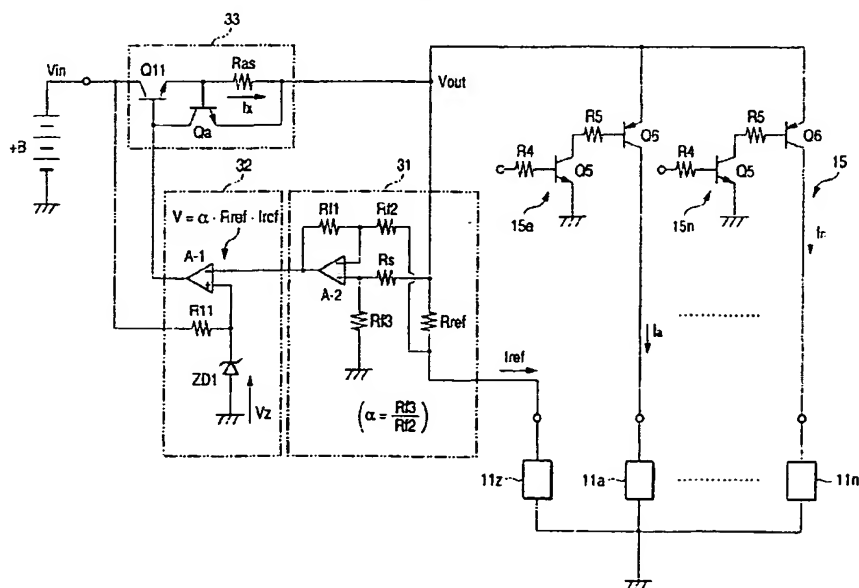 33
Vin
Q11
Ras
Ix
Qa
Vout
+B
R5
Q6
R4
Q5
15a
R5
Q6
R4
Q5
15n
15
In
32
31
V = α · Rref · Iref
A-1
R11
ZD1
Vz
Rf1
Rf2
A-2
Rs
Rf3
Rref
(α = Rf3/Rf2)
Iref
Ia
11z
11a
11n